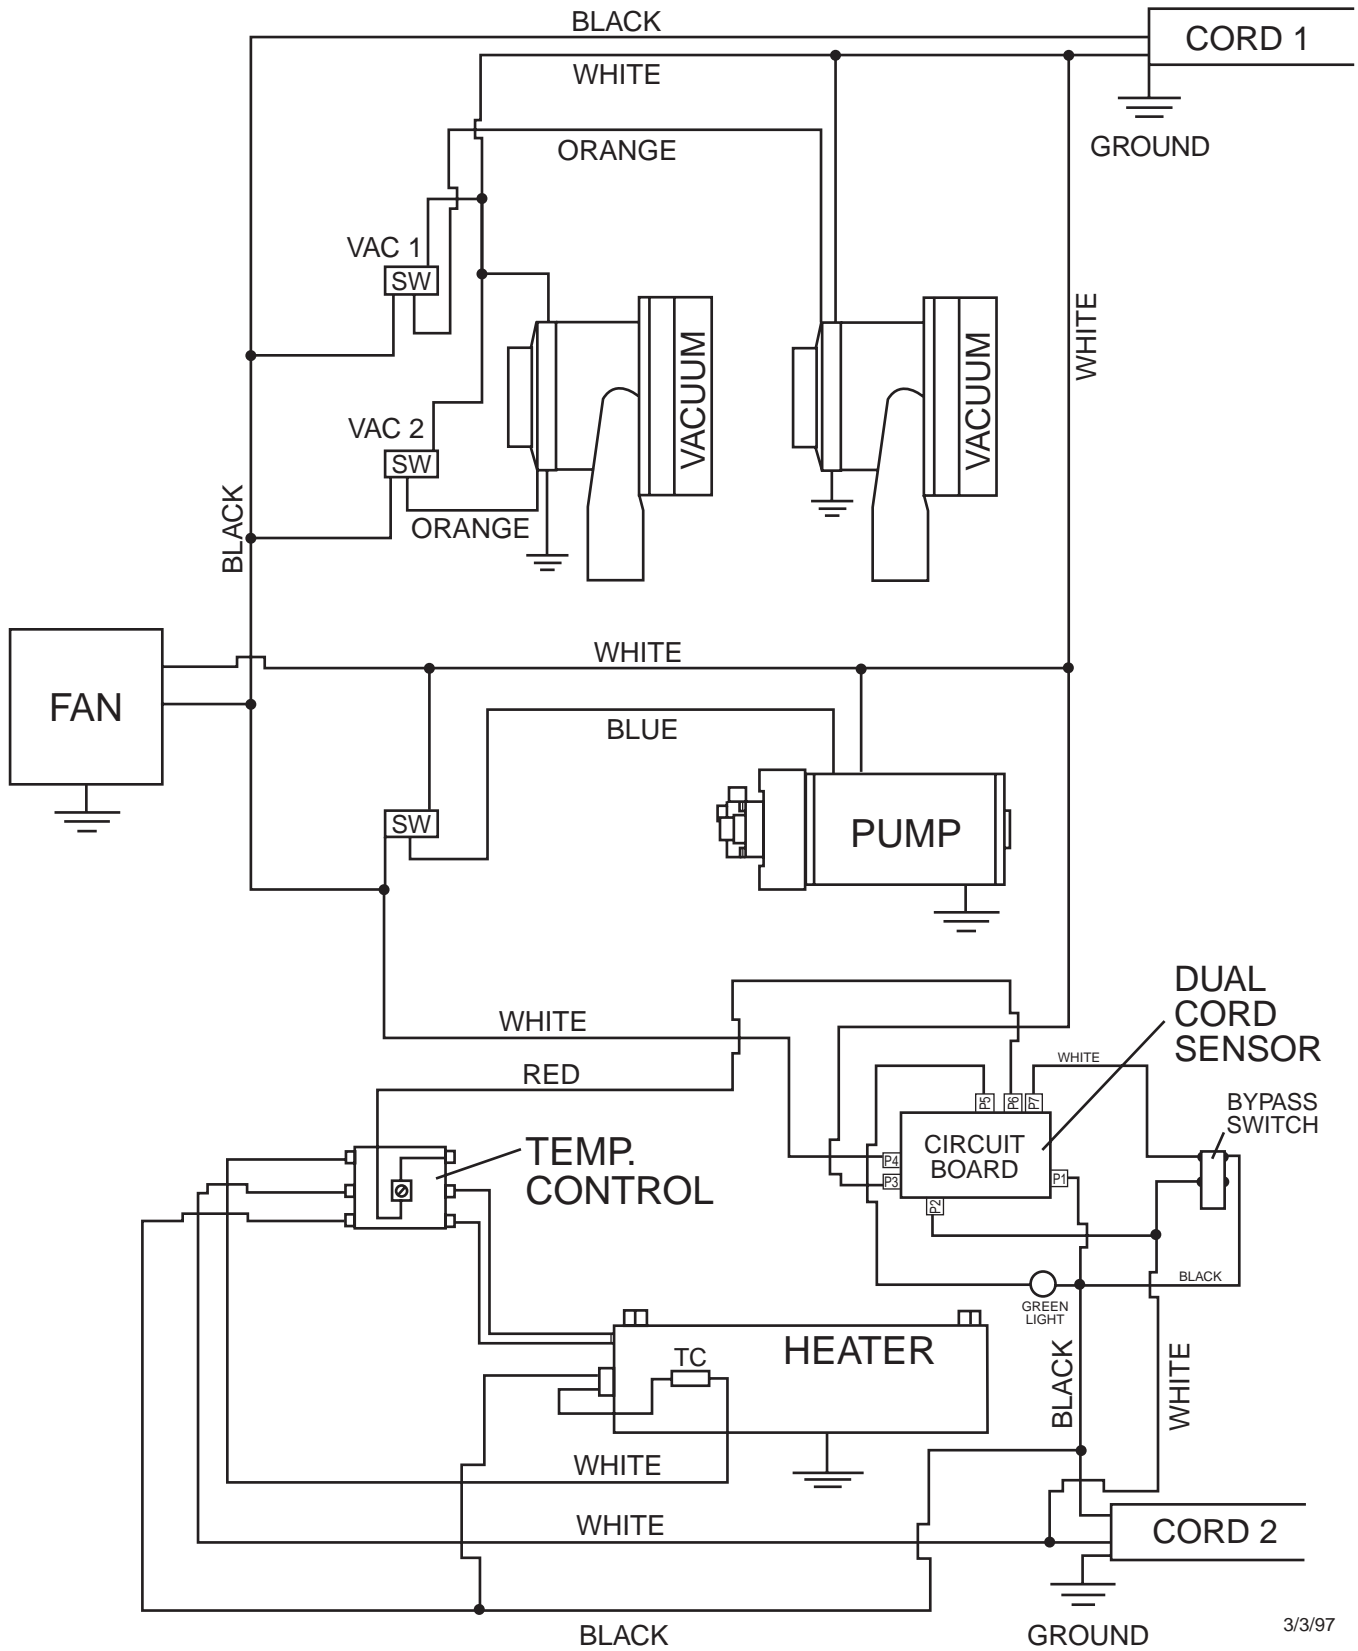 BLACK
CORD 1
WHITE
GROUND
ORANGE
VAC 1
SW
WHITE
VACUUM
VACUUM
VAC 2
SW
ORANGE
BLACK
WHITE
FAN
BLUE
SW
PUMP
DUAL
CORD
SENSOR
WHITE
WHITE
RED
BYPASS
SWITCH
P5
P6
P7
CIRCUIT
BOARD
P4
P3
P1
P2
TEMP.
CONTROL
BLACK
GREEN
LIGHT
HEATER
TC
BLACK
WHITE
WHITE
WHITE
CORD 2
BLACK
GROUND
3/3/97